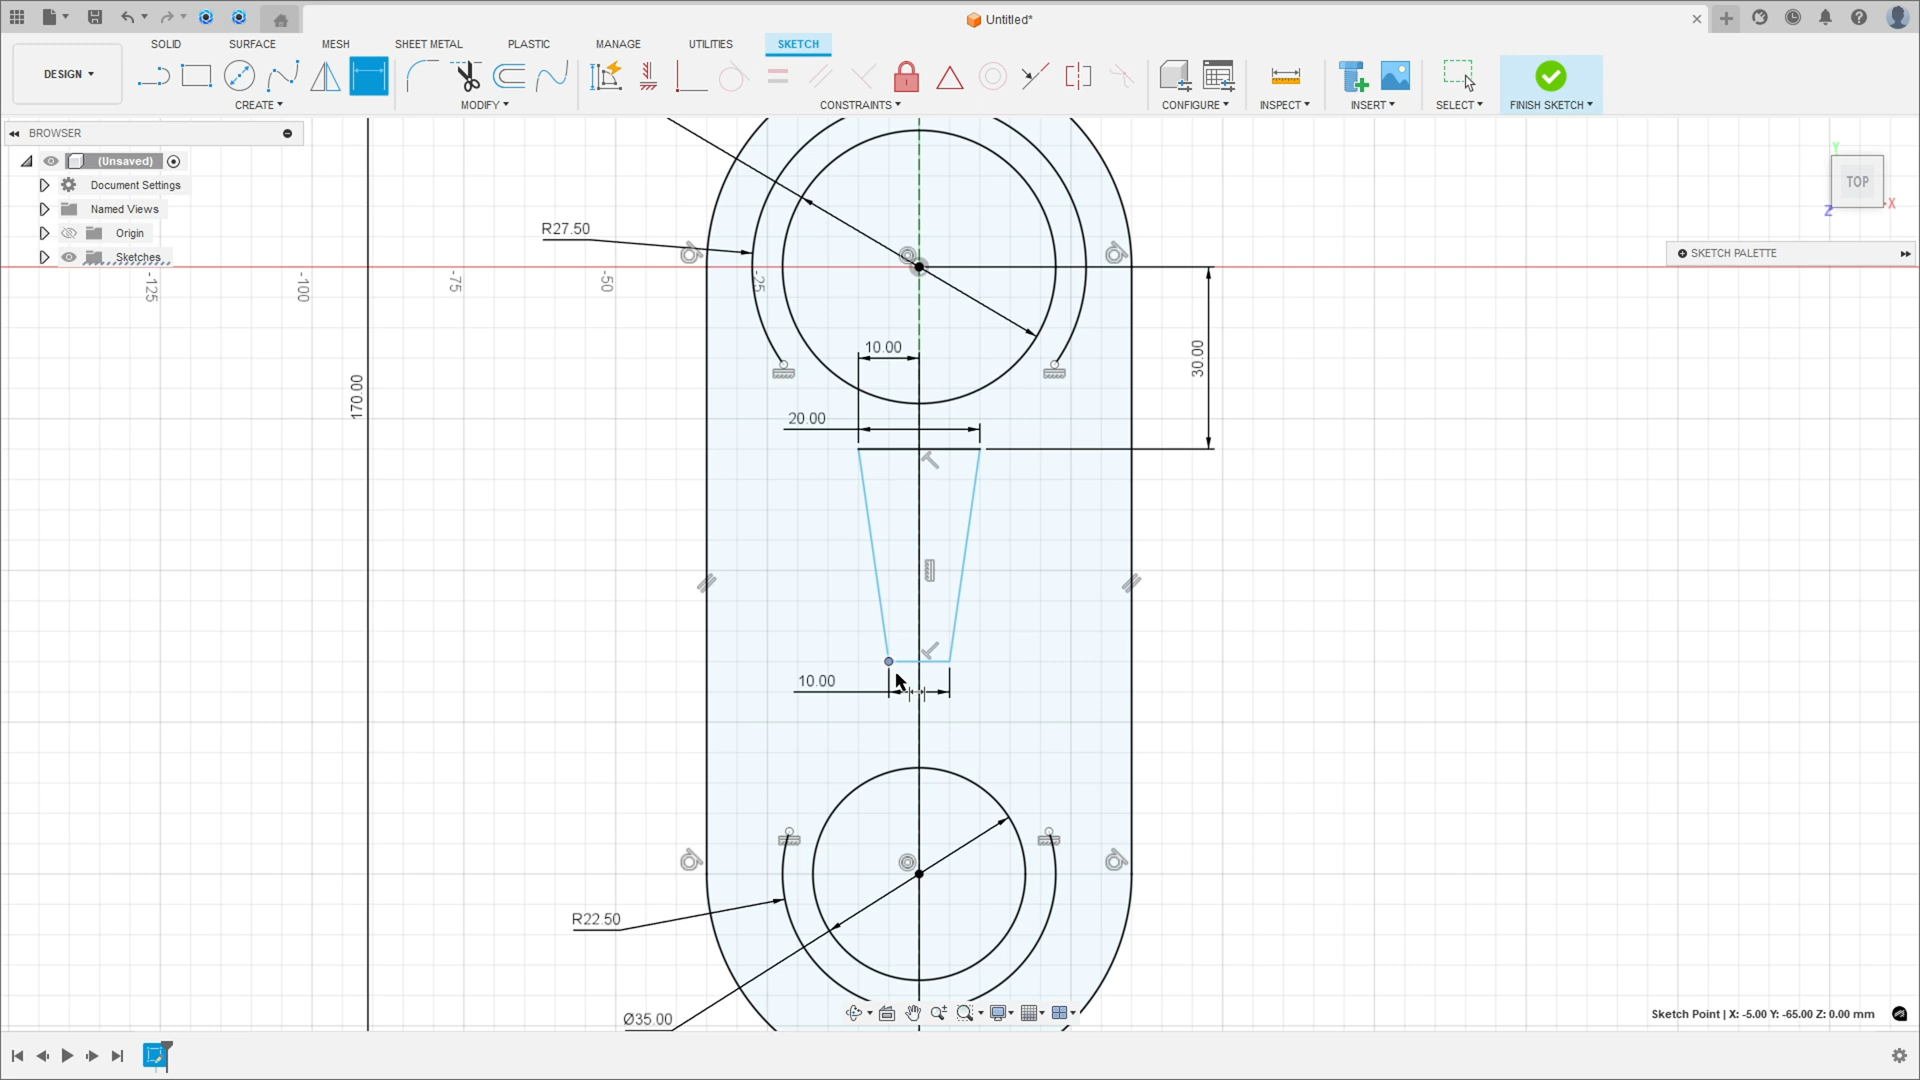 Untitled*
SOLID SURFACE MESH SHEET METAL PLASTIC MANAGE UTILITIES SKETCH
DESIGN
CREATE MODIFY CONSTRAINTS CONFIGURE INSPECT INSERT SELECT FINISH SKETCH
BROWSER
(Unsaved)
Document Settings
Named Views
Origin
Sketches
Y
TOP
Z
X
SKETCH PALETTE
R27.50
-125
-100
-75
-50
-25
10.00
30.00
170.00
20.00
10.00
R22.50
Ø35.00
Sketch Point | X: -5.00 Y: -65.00 Z: 0.00 mm